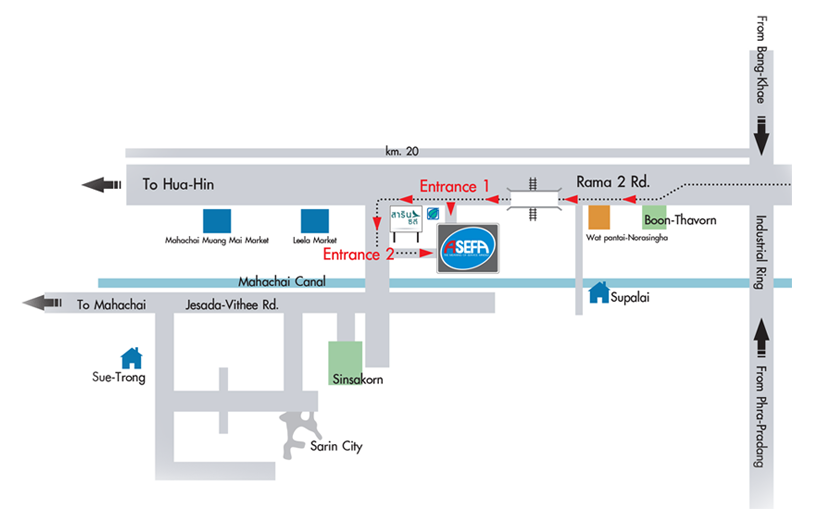 From Bang-Khae
km. 20
To Hua-Hin
Entrance 1
Rama 2 Rd.
สาริน
ซิตี้
Boon-Thavorn
Mahachai Muang Mai Market
Leela Market
Wat pantai-Norasingha
ASEFA
Entrance 2
Industrial Ring
Mahachai Canal
To Mahachai
Jesada-Vithee Rd.
Supalai
Sue-Trong
Sinsakorn
From Phra-Pradang
Sarin City